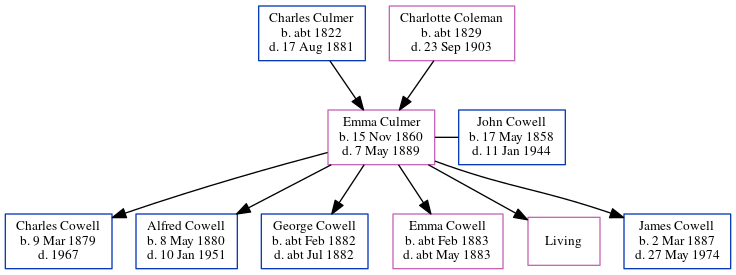 Charles Culmer
b. abt 1822
d. 17 Aug 1881
Charlotte Coleman
b. abt 1829
d. 23 Sep 1903
Emma Culmer
b. 15 Nov 1860
d. 7 May 1889
John Cowell
b. 17 May 1858
d. 11 Jan 1944
Charles Cowell
b. 9 Mar 1879
d. 1967
Alfred Cowell
b. 8 May 1880
d. 10 Jan 1951
George Cowell
b. abt Feb 1882
d. abt Jul 1882
Emma Cowell
b. abt Feb 1883
d. abt May 1883
Living
James Cowell
b. 2 Mar 1887
d. 27 May 1974